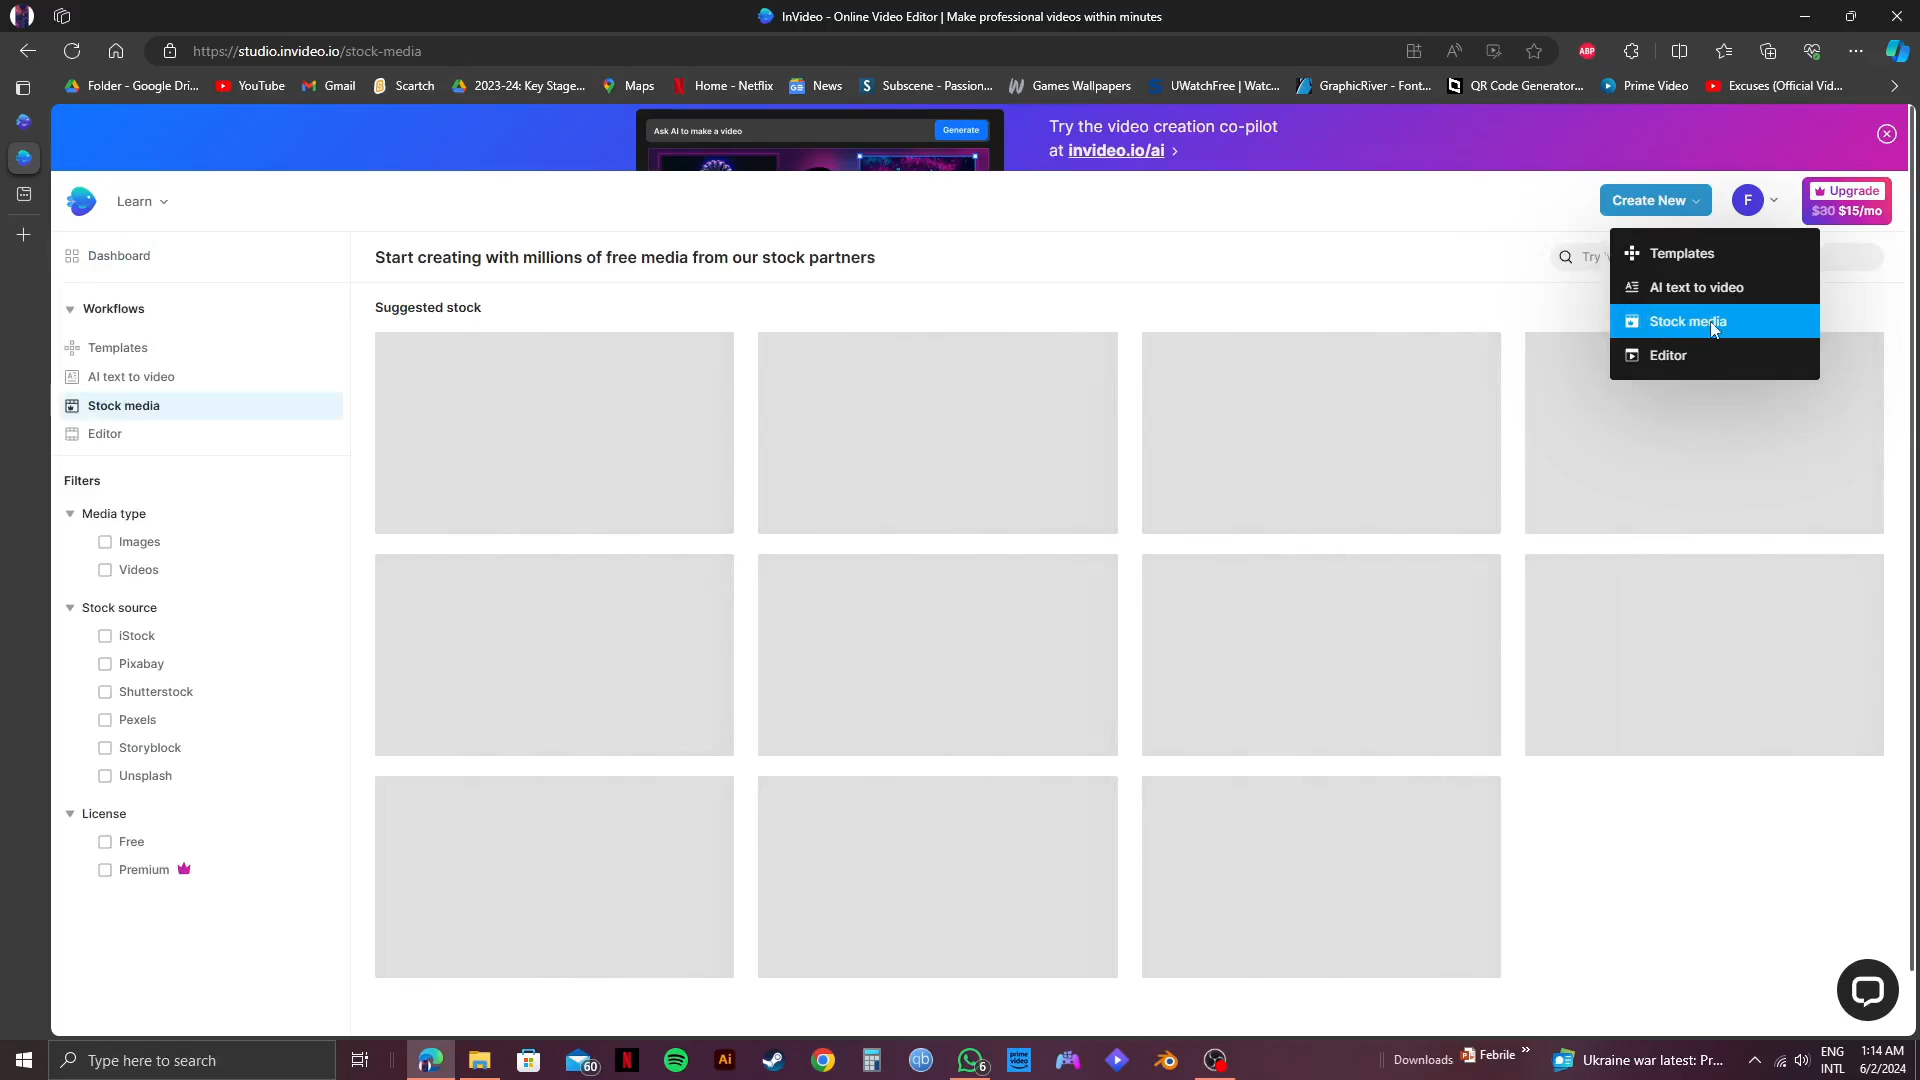 InVideo - Online Video Editor | Make professional videos within minutes
https://studio.invideo.io/stock-media
ABP
Folder - Google Dri...
YouTube
Gmail
Scartch
2023-24: Key Stage...
Maps
Home - Netflix
News
Subscene - Passion...
Games Wallpapers
UWatchFree | Watc...
GraphicRiver - Font...
QR Code Generator...
Prime Video
Excuses (Official Vid...
Ask AI to make a video
Generate
Try the video creation co-pilot
at invideo.io/ai >
Learn
Create New
F
Upgrade
$30 $15/mo
Templates
AI text to video
Stock media
Editor
Dashboard
Start creating with millions of free media from our stock partners
Try
Workflows
Suggested stock
Templates
AI text to video
Stock media
Editor
Filters
Media type
Images
Videos
Stock source
iStock
Pixabay
Shutterstock
Pexels
Storyblock
Unsplash
License
Free
Premium
Type here to search
60
Ai
qb
6
prime video
Downloads
Febrile
Ukraine war latest: Pr...
ENG
INTL
1:14 AM
6/2/2024